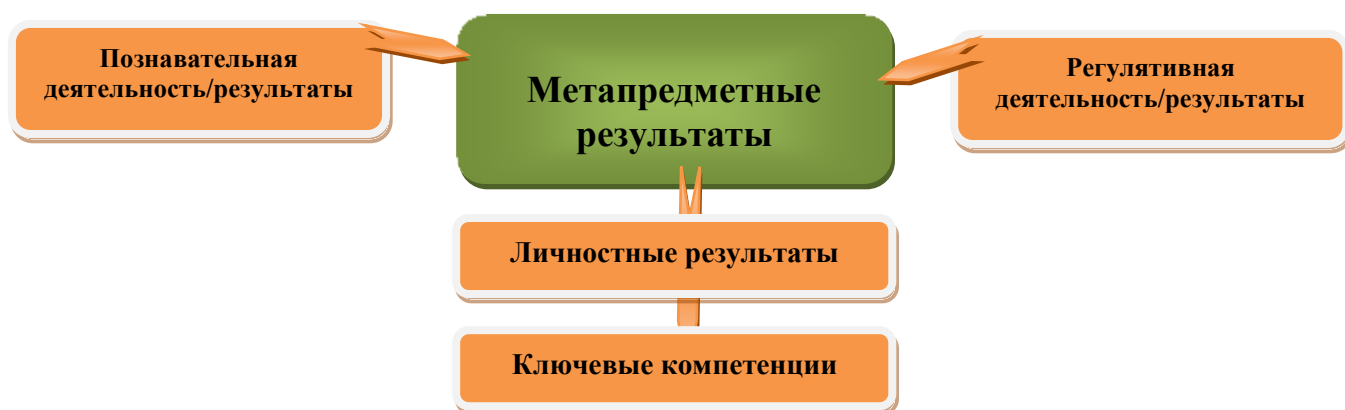 Познавательная
деятельность/результаты
Метапредметные
результаты
Регулятивная
деятельность/результаты
Личностные результаты
Ключевые компетенции